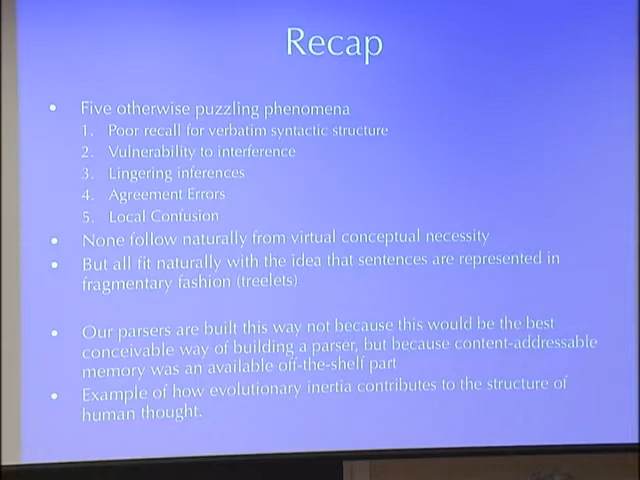 Recap
• Five otherwise puzzling phenomena
1. Poor recall for verbatim syntactic structure
2. Vulnerability to interference
3. Lingering inferences
4. Agreement Errors
5. Local Confusion
• None follow naturally from virtual conceptual necessity
• But all fit naturally with the idea that sentences are represented in
fragmentary fashion (treelets)
• Our parsers are built this way not because this would be the best
conceivable way of building a parser, but because content-addressable
memory was an available off-the-shelf part
• Example of how evolutionary inertia contributes to the structure of
human thought.